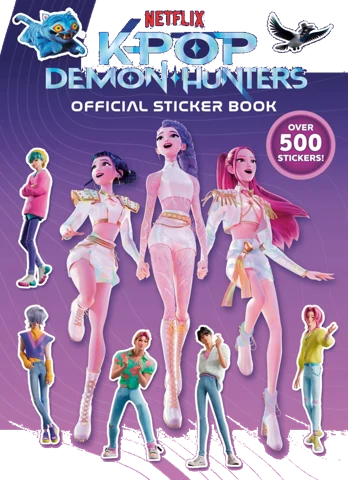 NETFLIX
K-POP
DEMON HUNTERS
OFFICIAL STICKER BOOK
OVER
500
STICKERS!